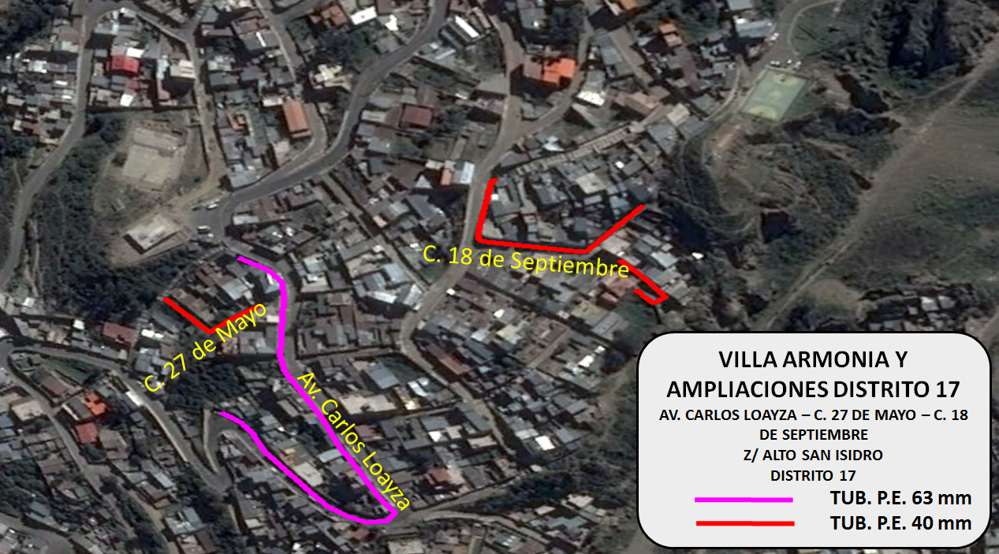 C. 18 de Septiembre
C. 27 de Mayo
Av. Carlos Loayza
VILLA ARMONIA Y
AMPLIACIONES DISTRITO 17
AV. CARLOS LOAYZA – C. 27 DE MAYO – C. 18
DE SEPTIEMBRE
Z/ ALTO SAN ISIDRO
DISTRITO 17
TUB. P.E. 63 mm
TUB. P.E. 40 mm